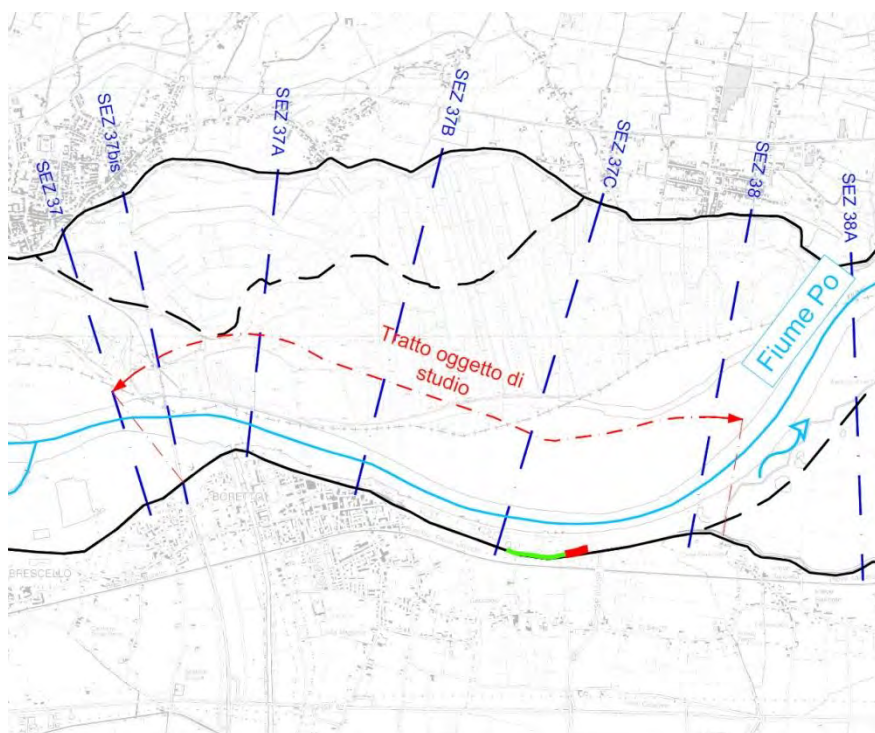 SEZ 37
SEZ 37bis
SEZ 37A
SEZ 37B
SEZ 37C
SEZ 38
SEZ 38A
Fiume Po
Tratto oggetto di
studio
BORETTO
BRESCELLO